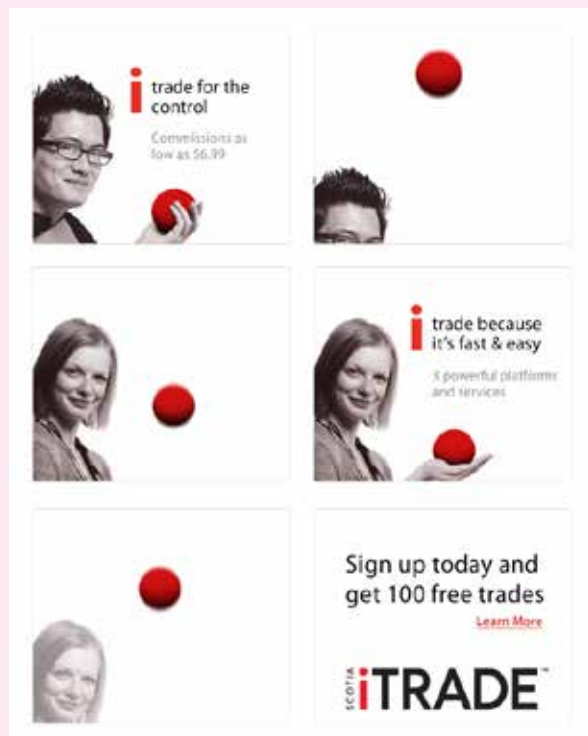 i trade for the
control
Commissions as
low as $6.99
i trade because
it's fast & easy
3 powerful platforms
and services
Sign up today and
get 100 free trades
Learn More
SCOTIA iTRADE™